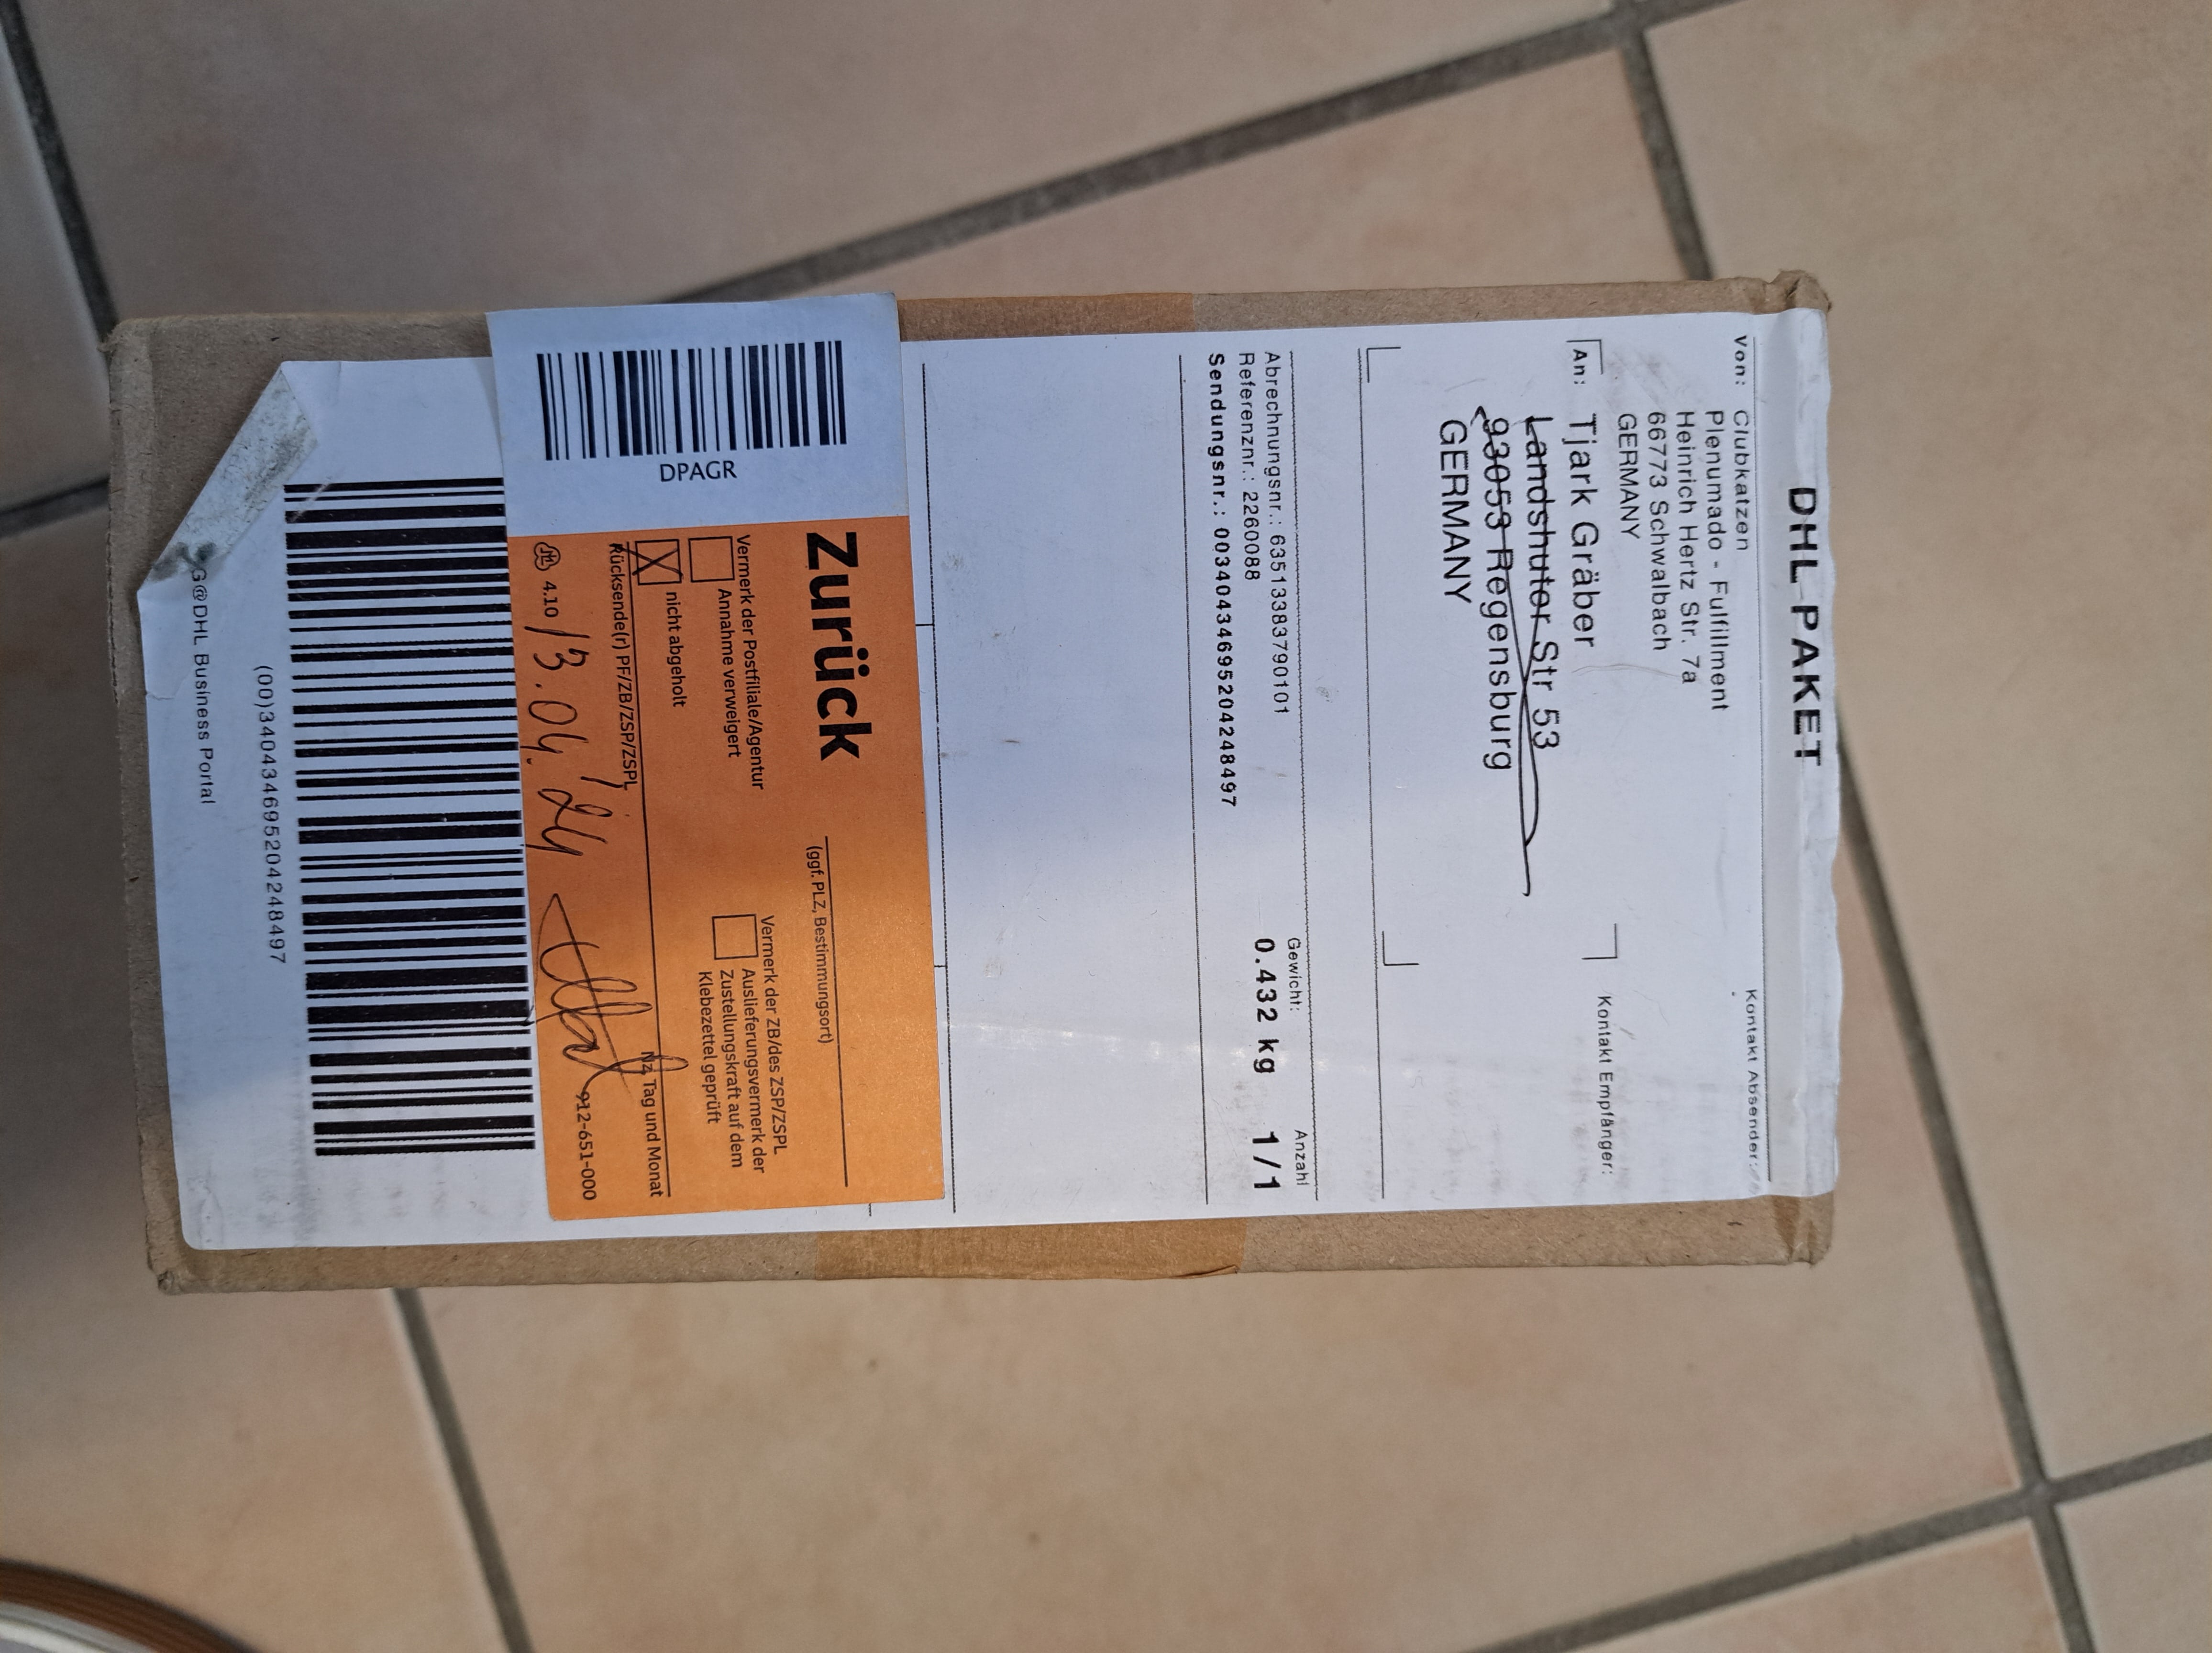 DHL PAKET
Von: Clubkatzen
Plenumado - Fulfillment
Heinrich Hertz Str. 7a
66773 Schwalbach
GERMANY
Kontakt Absender:
An: Tjark Gräber
Landshuter Str 53
93053 Regensburg
GERMANY
Kontakt Empfänger:
Abrechnungsnr.: 63513383790101
Referenznr.: 2260088
Sendungsnr.: 00340434695204248497
Gewicht:
0.432 kg
Anzahl
1/1
DPAGR
Zurück
(ggf. PLZ, Bestimmungsort)
Vermerk der Postfiliale/Agentur
Annahme verweigert
nicht abgeholt
Vermerk der ZB/des ZSP/ZSPL
Auslieferungsvermerk der
Zustellungskraft auf dem
Klebezettel geprüft
Rücksende(r) PF/ZB/ZSP/ZSPL
Nz, Tag und Monat
4.10
13.04.24
912-651-000
(00)340434695204248497
G@DHL Business Portal